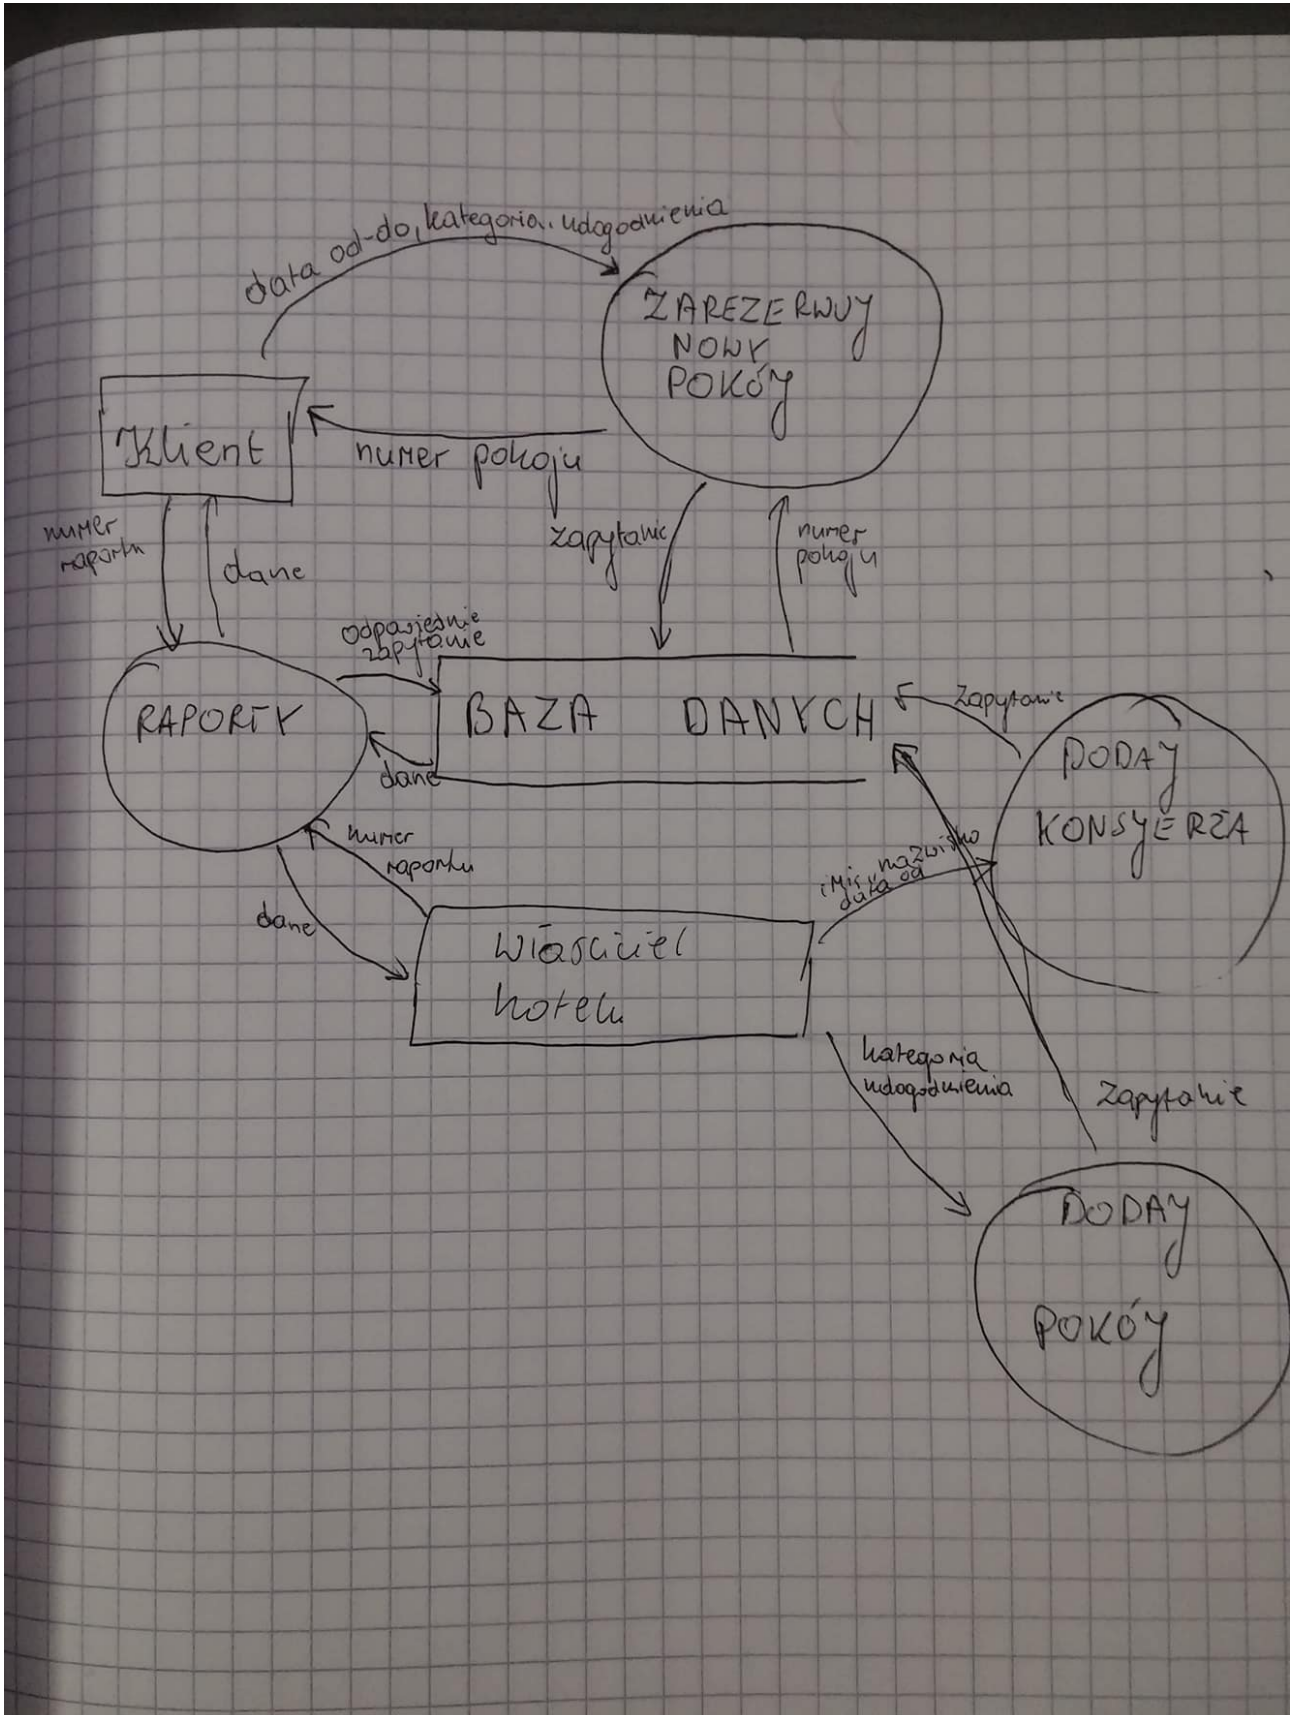 data od-do, kategoria, udogodnienia
ZAREZERWUJ
NOWY
POKÓJ
Klient
numer pokoju
numer
raportu
dane
zapytanie
numer
pokoju
odpowiednie
zapytanie
RAPORTY
BAZA DANYCH
dane
zapytanie
DODAJ
KONSJERŻA
numer
raportu
imię, nazwisko
data od
dane
właściciel
hotelu
kategoria
udogodnienia
zapytanie
DODAJ
POKÓJ